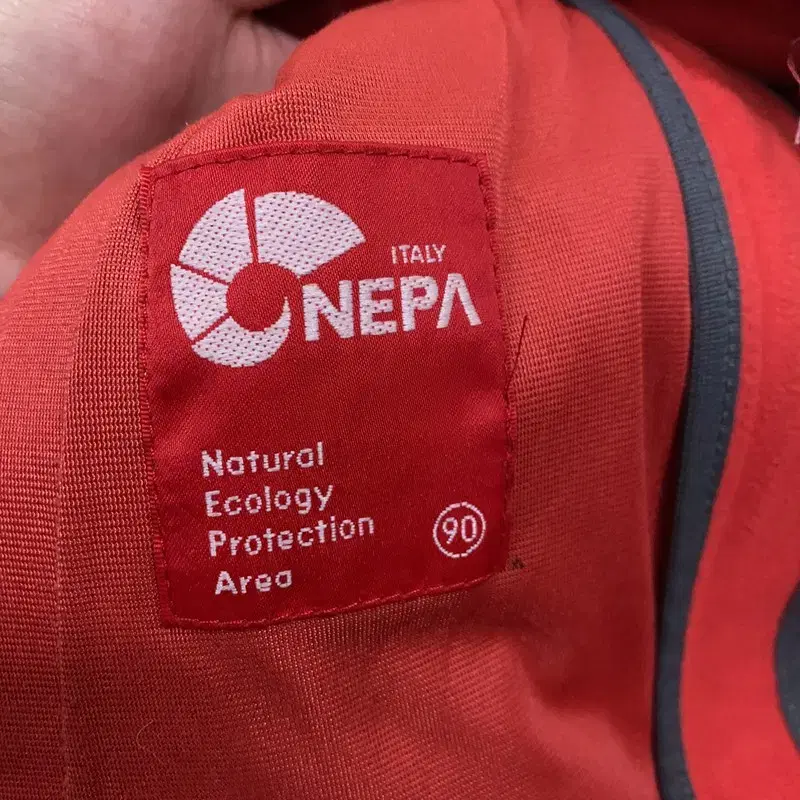 ITALY
NEPA
Natural
Ecology
Protection
Area
90